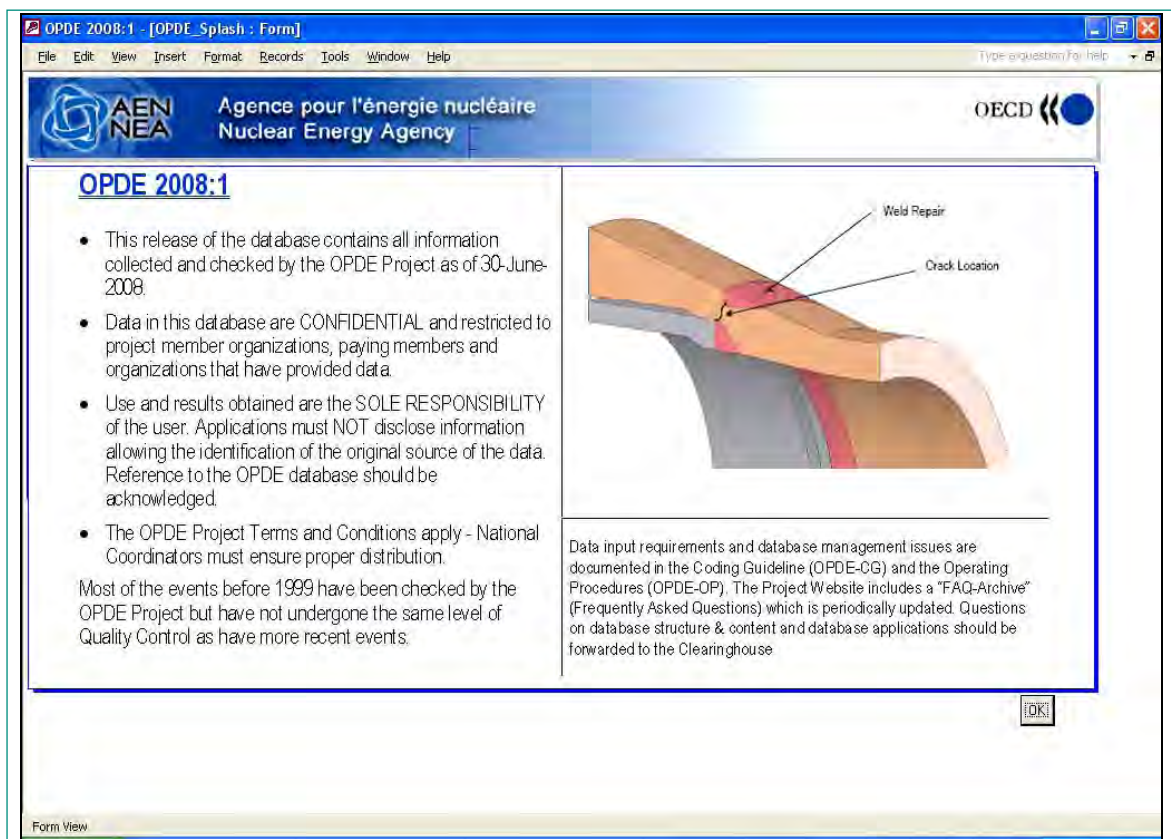 OPDE 2008:1 - [OPDE_Splash : Form]
File Edit View Insert Format Records Tools Window Help
Type a question for help
AEN
NEA
Agence pour l'énergie nucléaire
Nuclear Energy Agency
OECD
OPDE 2008:1
• This release of the database contains all information
collected and checked by the OPDE Project as of 30-June-
2008.
• Data in this database are CONFIDENTIAL and restricted to
project member organizations, paying members and
organizations that have provided data.
• Use and results obtained are the SOLE RESPONSIBILITY
of the user. Applications must NOT disclose information
allowing the identification of the original source of the data.
Reference to the OPDE database should be
acknowledged.
• The OPDE Project Terms and Conditions apply - National
Coordinators must ensure proper distribution.
Most of the events before 1999 have been checked by the
OPDE Project but have not undergone the same level of
Quality Control as have more recent events.
Weld Repair
Crack Location
Data input requirements and database management issues are
documented in the Coding Guideline (OPDE-CG) and the Operating
Procedures (OPDE-OP). The Project Website includes a "FAQ-Archive"
(Frequently Asked Questions) which is periodically updated. Questions
on database structure & content and database applications should be
forwarded to the Clearinghouse
OK
Form View